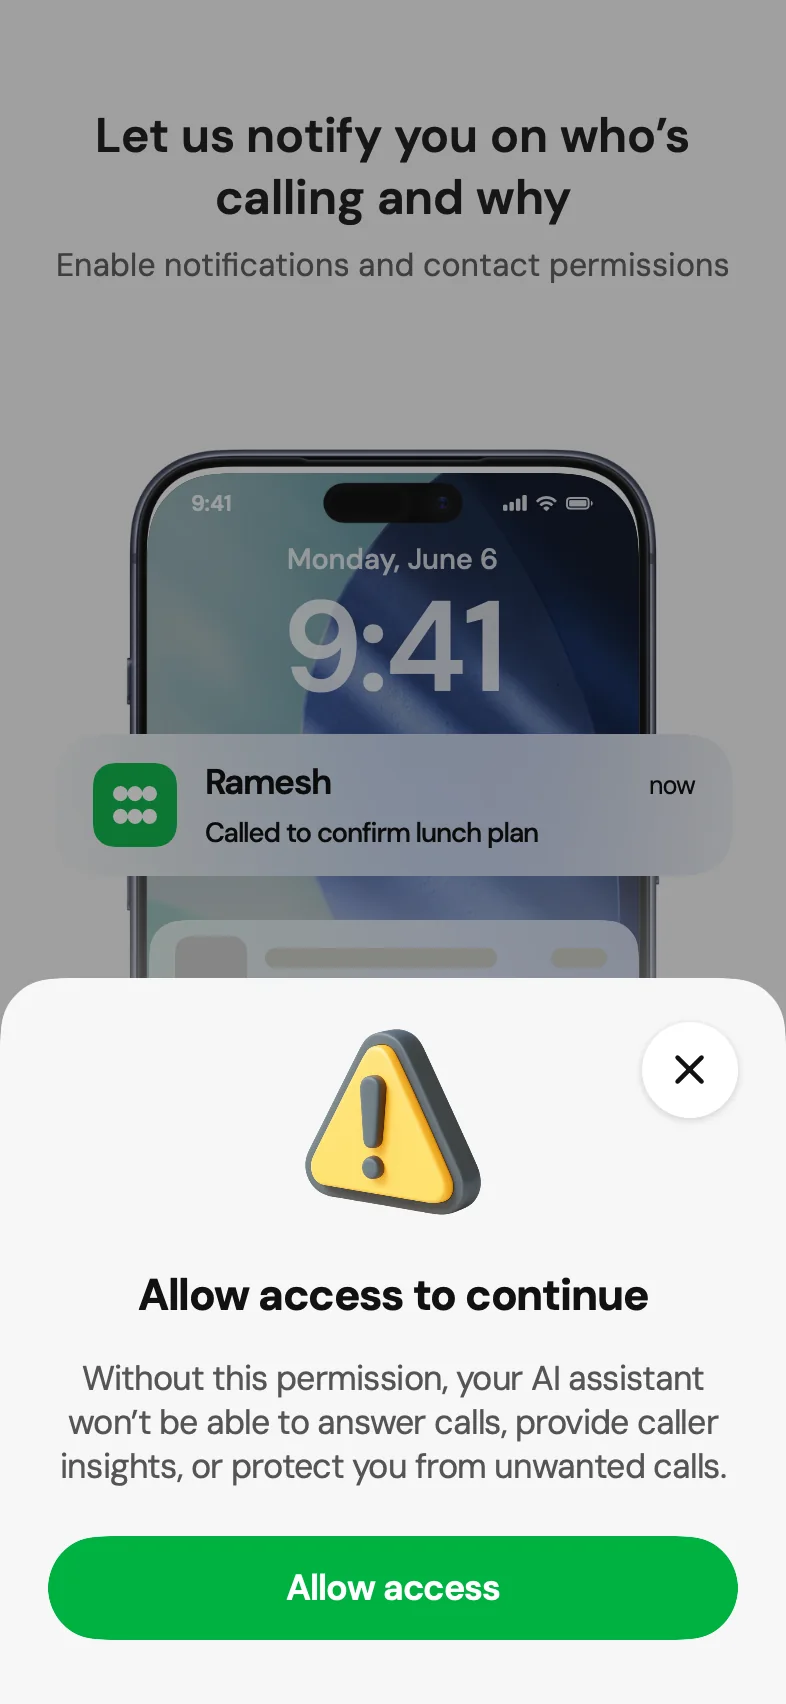 Let us notify you on who’s
calling and why
Enable notifications and contact permissions
9:41
Monday, June 6
9:41
Ramesh
now
Called to confirm lunch plan
Allow access to continue
Without this permission, your AI assistant
won’t be able to answer calls, provide caller
insights, or protect you from unwanted calls.
Allow access